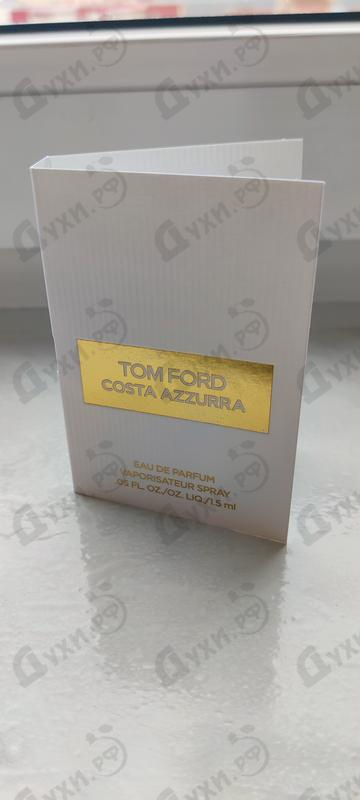 TOM FORD
COSTA AZZURRA
EAU DE PARFUM
VAPORISATEUR SPRAY
.05 FL. OZ./OZ. LIQ./1.5 ml
Духи.рф